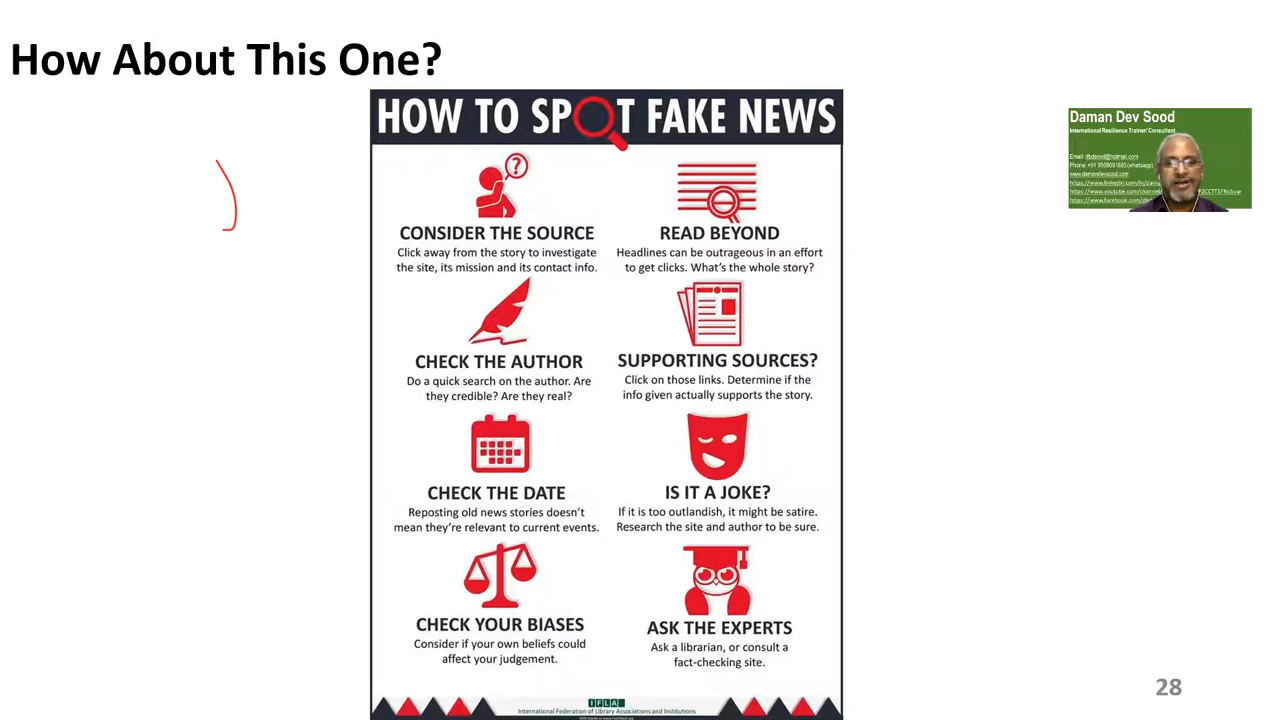 How About This One?
HOW TO SPOT FAKE NEWS
CONSIDER THE SOURCE
Click away from the story to investigate
the site, its mission and its contact info.
READ BEYOND
Headlines can be outrageous in an effort
to get clicks. What's the whole story?
CHECK THE AUTHOR
Do a quick search on the author. Are
they credible? Are they real?
SUPPORTING SOURCES?
Click on those links. Determine if the
info given actually supports the story.
CHECK THE DATE
Reposting old news stories doesn't
mean they're relevant to current events.
IS IT A JOKE?
If it is too outlandish, it might be satire.
Research the site and author to be sure.
CHECK YOUR BIASES
Consider if your own beliefs could
affect your judgement.
ASK THE EXPERTS
Ask a librarian, or consult a
fact-checking site.
IFLA
International Federation of Library Associations and Institutions
Daman Dev Sood
International Resilience Trainer/ Consultant
Email: dbdsood@hotmail.com
www.damandevsood.com
28